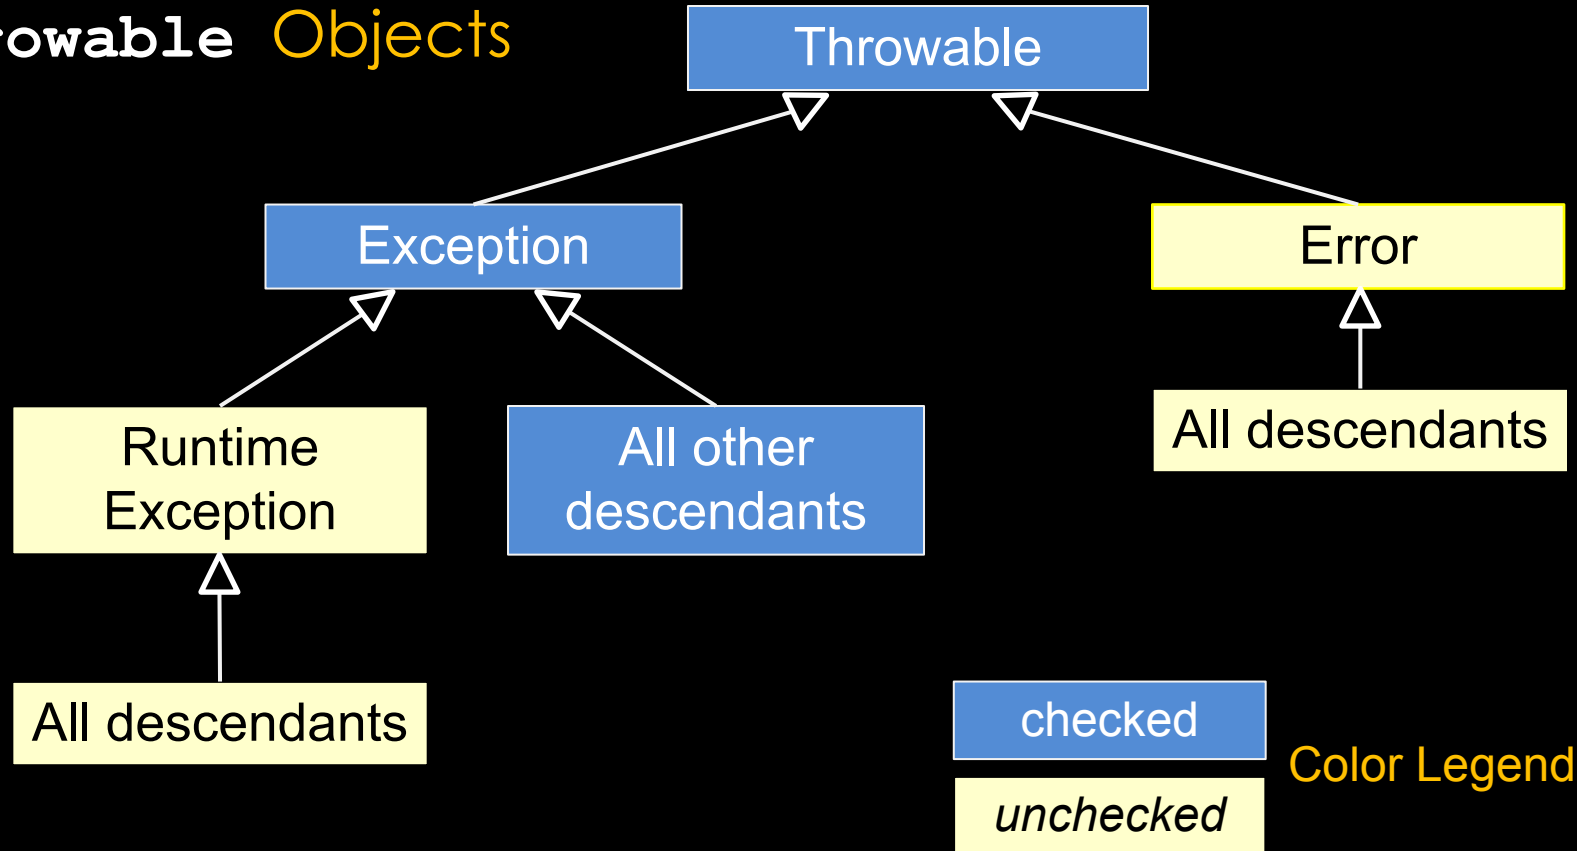 owable Objects
Throwable
Exception
Error
Runtime
Exception
All other
descendants
All descendants
All descendants
checked
Color Legend
unchecked